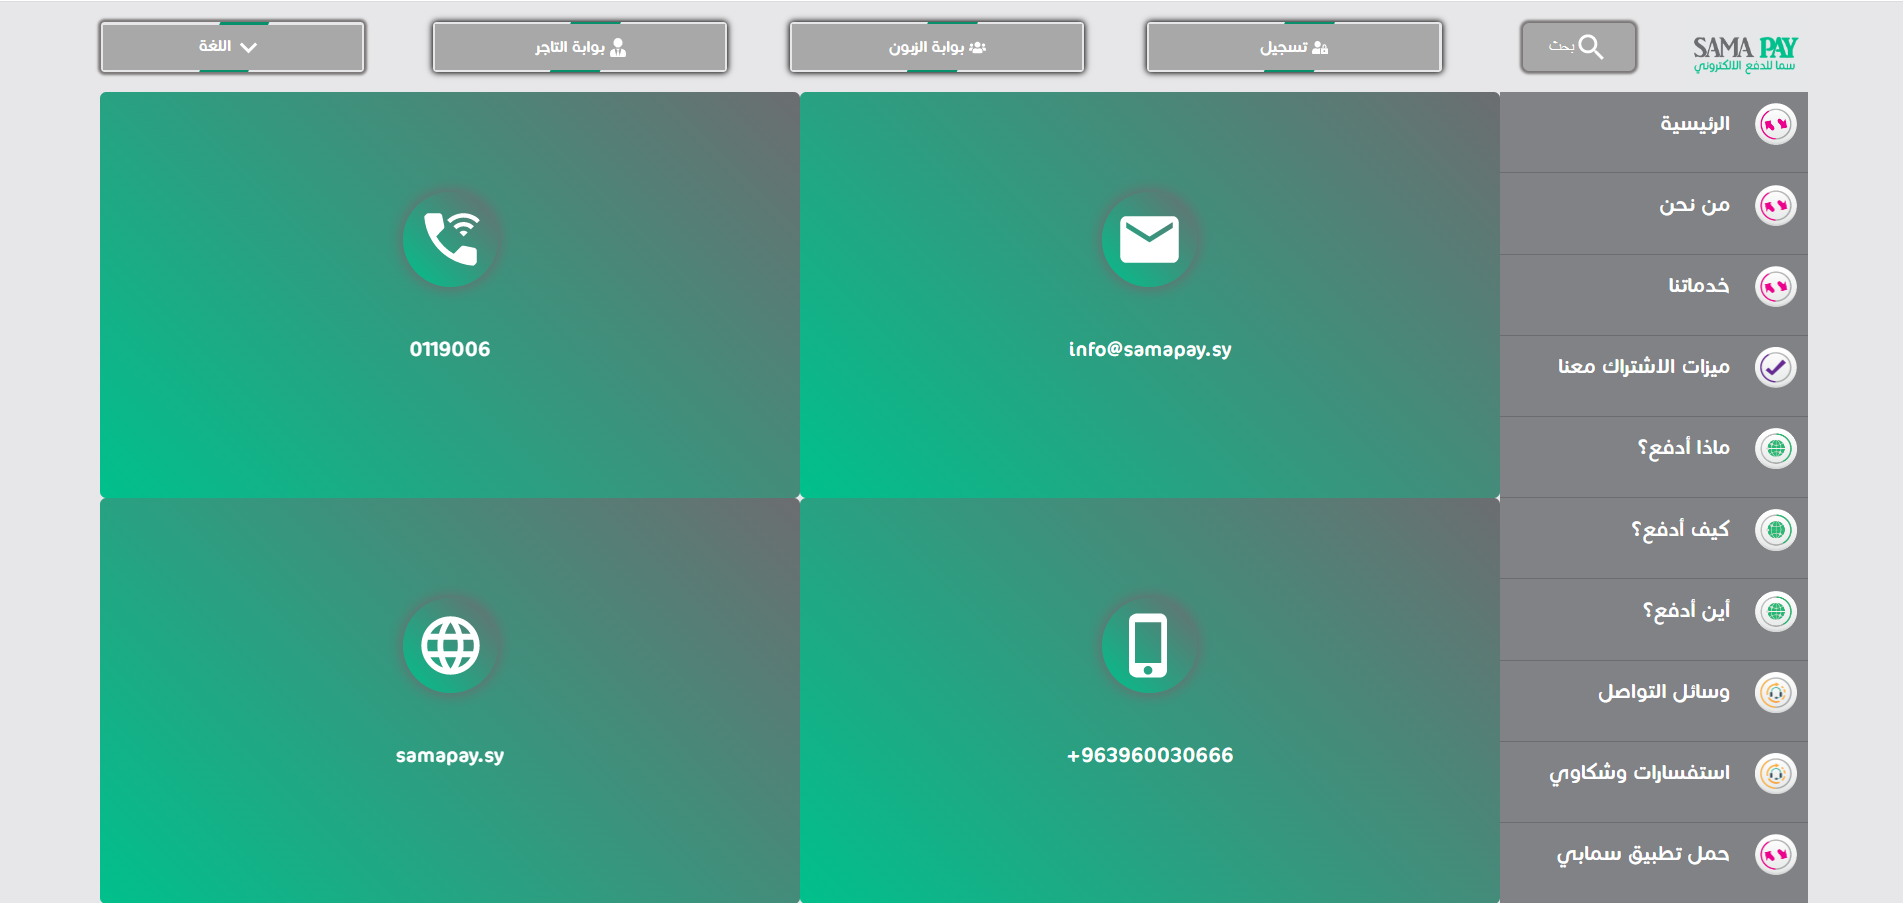 SAMA PAY
سما للدفع الالكتروني
بحث
تسجيل
بوابة الزبون
بوابة التاجر
اللغة
الرئيسية
من نحن
خدماتنا
ميزات الاشتراك معنا
ماذا أدفع؟
كيف أدفع؟
أين أدفع؟
وسائل التواصل
استفسارات وشكاوي
حمل تطبيق سمابي
info@samapay.sy
0119006
+963960030666
samapay.sy